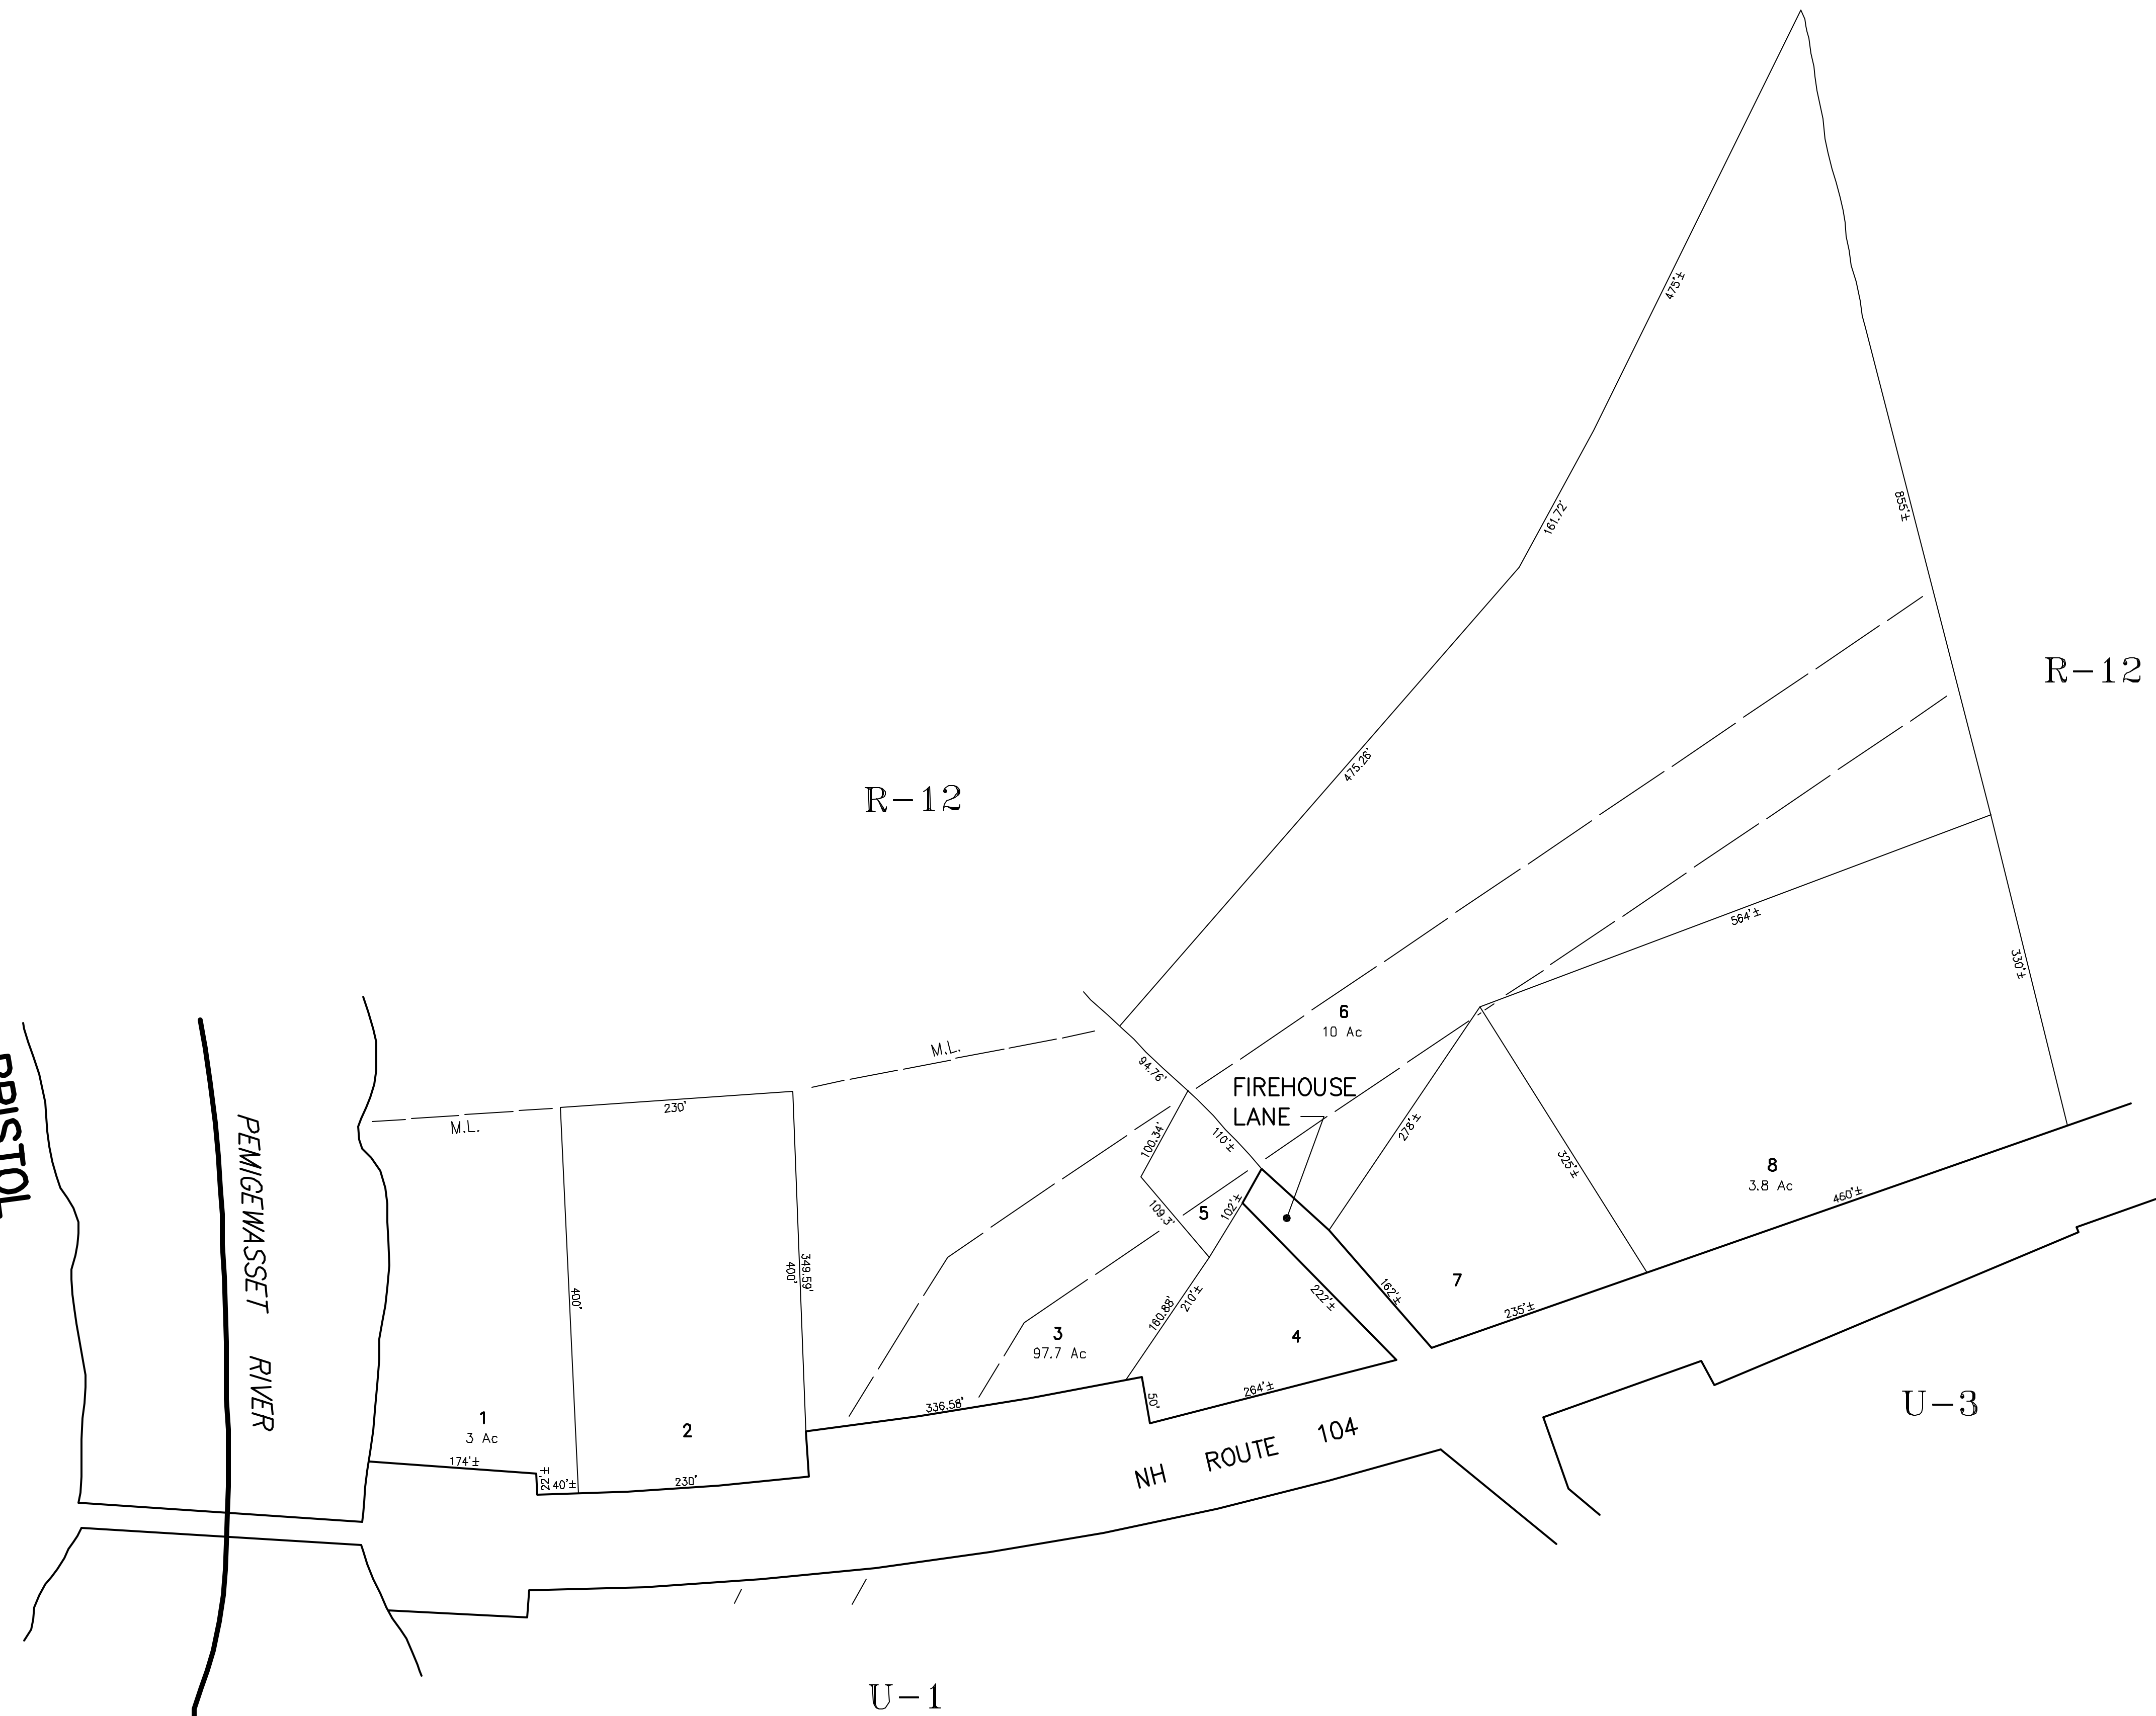 475'±
161.72'
855'±
R-12
475.26'
R-12
564'±
330'±
6
10 Ac
M.L.
94.76'
FIREHOUSE
LANE
230'
M.L.
100.34'
110'±
278'±
325'±
8
3.8 Ac
460'±
BRISTOL
PEMIGEWASSET RIVER
109.3'
5
102'±
400'
400'
349.59'
160.88'
210'±
222'±
162'±
7
235'±
3
97.7 Ac
4
1
3 Ac
2
336.58'
50'
264'±
174'±
22'±
40'±
230'
NH ROUTE 104
U-3
U-1